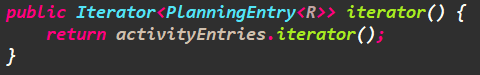 public Iterator<PlanningEntry<R>> iterator() {
    return activityEntries.iterator();
}